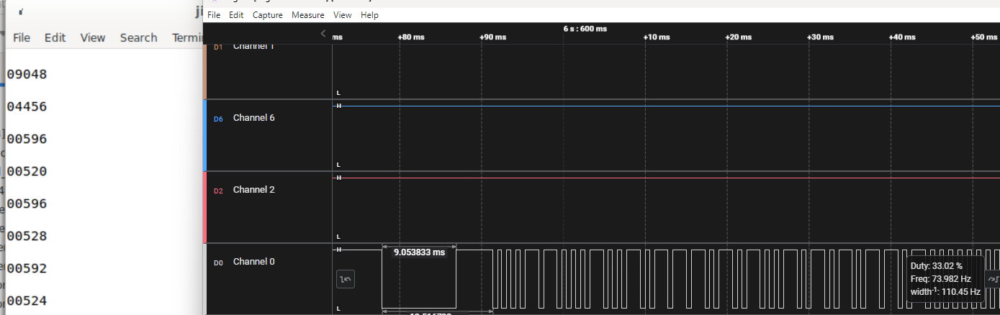 File Edit View Search Termi
09048
04456
00596
00520
00596
00528
00592
00524
File Edit Capture Measure View Help
6 s : 600 ms
ms +80 ms +90 ms +10 ms +20 ms +30 ms +40 ms +50 ms
D1 Channel 1
L
H
D6 Channel 6
L
H
D2 Channel 2
L
H
9.053833 ms
D0 Channel 0
Duty: 33.02 %
Freq: 73.982 Hz
width-1: 110.45 Hz
L